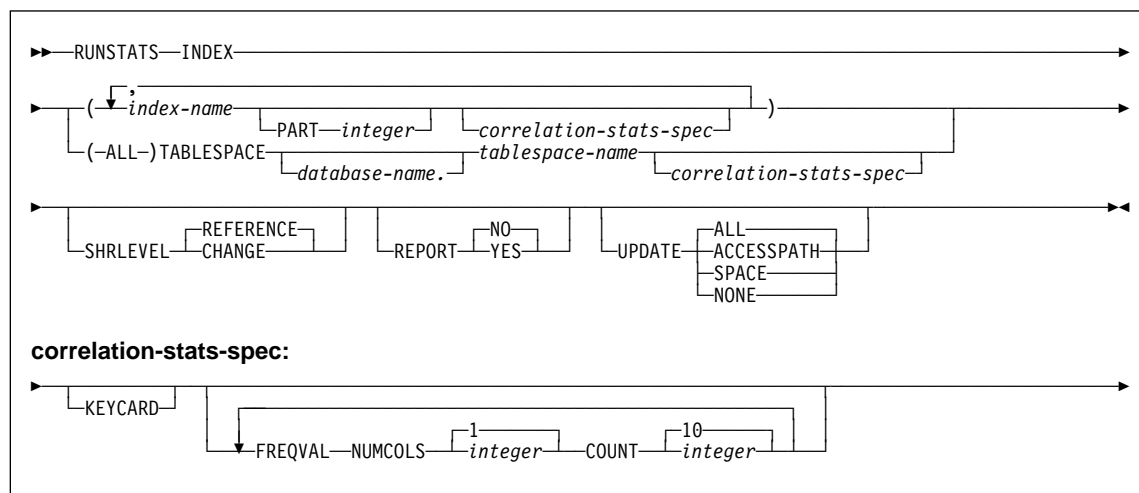 RUNSTATS INDEX
,
( index-name )
PART integer correlation-stats-spec
( ALL )TABLESPACE tablespace-name
database-name. correlation-stats-spec
REFERENCE NO ALL
SHRLEVEL CHANGE REPORT YES UPDATE ACCESSPATH
SPACE
NONE
correlation-stats-spec:
KEYCARD
1 10
FREQVAL NUMCOLS integer COUNT integer